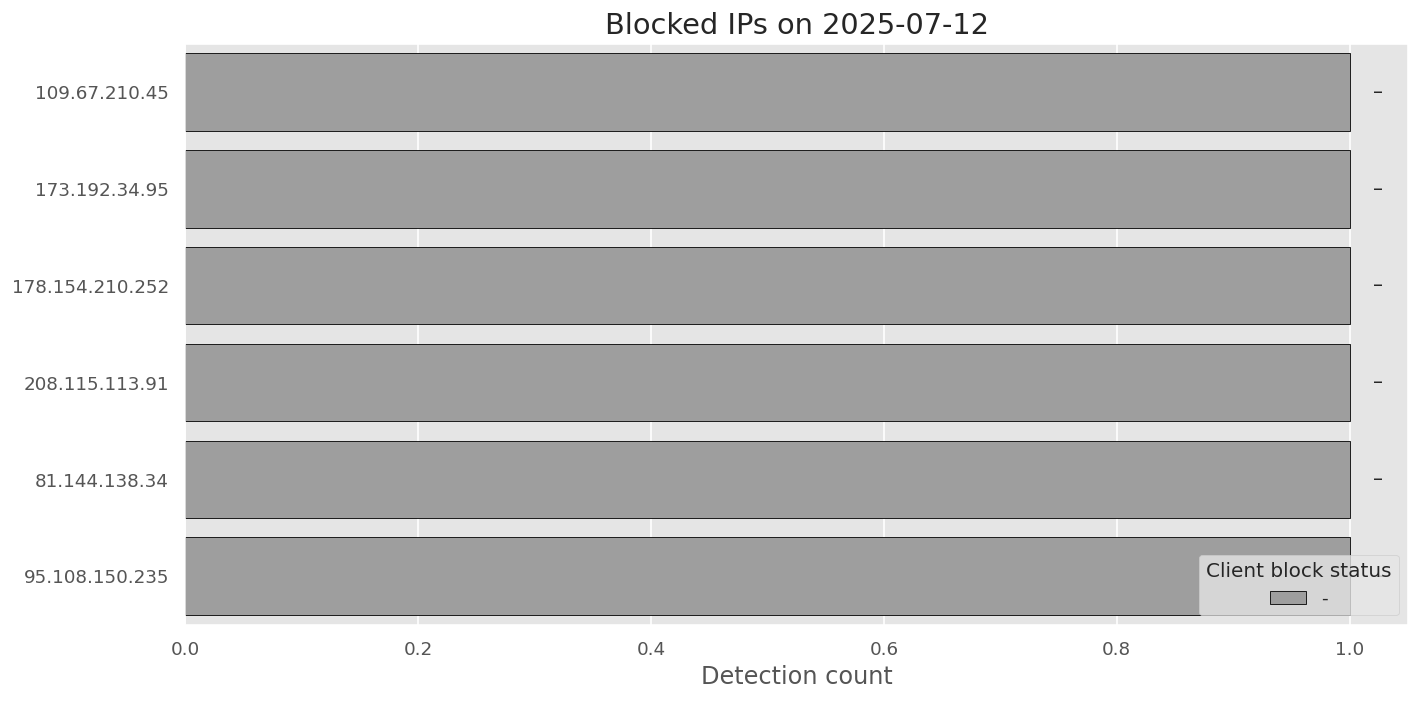 Blocked IPs on 2025-07-12
109.67.210.45 –
173.192.34.95 –
178.154.210.252 –
208.115.113.91 –
81.144.138.34 –
95.108.150.235
Client block status
-
0.0 0.2 0.4 0.6 0.8 1.0
Detection count